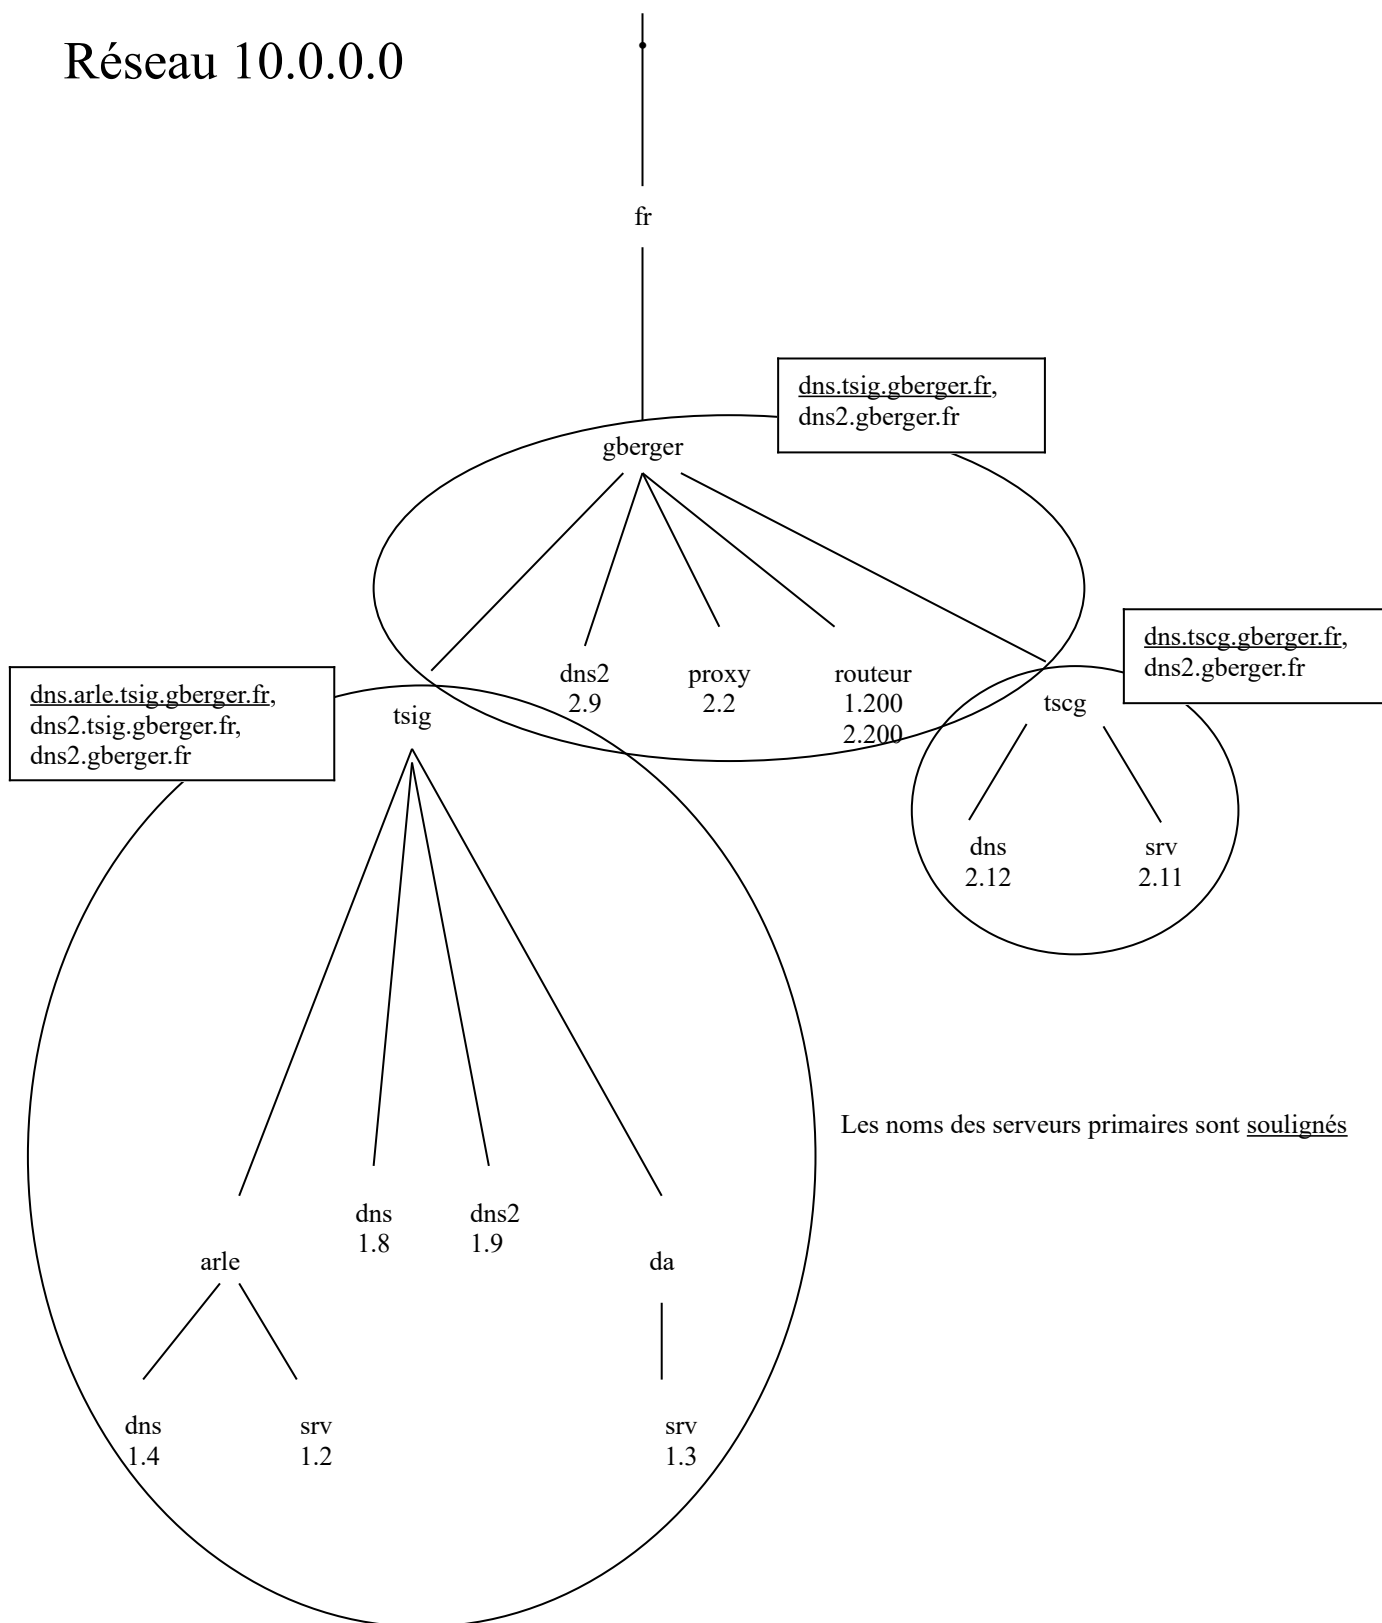 Réseau 10.0.0.0
fr
dns.tsig.gberger.fr,
dns2.gberger.fr
gberger
dns2
2.9
proxy
2.2
routeur
1.200
2.200
dns.tscg.gberger.fr,
dns2.gberger.fr
dns.arle.tsig.gberger.fr,
dns2.tsig.gberger.fr,
dns2.gberger.fr
tsig
tscg
dns
2.12
srv
2.11
Les noms des serveurs primaires sont soulignés
dns
1.8
dns2
1.9
arle
da
dns
1.4
srv
1.2
srv
1.3